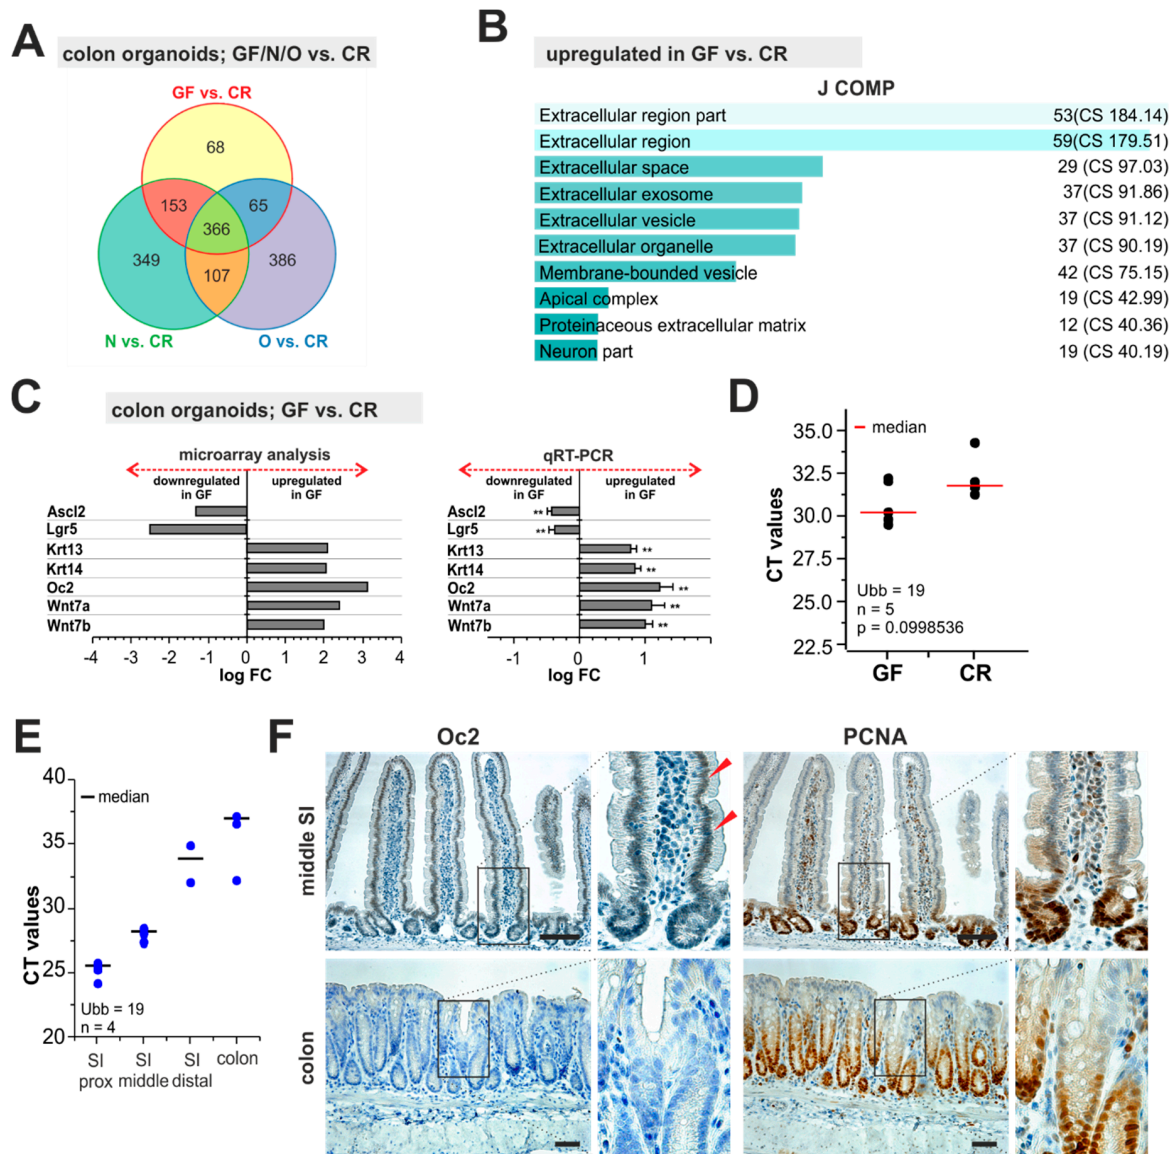 A
colon organoids; GF/N/O vs. CR
GF vs. CR
68
153
65
366
349
386
107
N vs. CR
O vs. CR
B
upregulated in GF vs. CR
J COMP
Extracellular region part 53(CS 184.14)
Extracellular region 59(CS 179.51)
Extracellular space 29 (CS 97.03)
Extracellular exosome 37(CS 91.86)
Extracellular vesicle 37 (CS 91.12)
Extracellular organelle 37 (CS 90.19)
Membrane-bounded vesicle 42 (CS 75.15)
Apical complex 19 (CS 42.99)
Proteinaceous extracellular matrix 12 (CS 40.36)
Neuron part 19 (CS 40.19)
C
colon organoids; GF vs. CR
microarray analysis
downregulated upregulated
in GF in GF
Ascl2
Lgr5
Krt13
Krt14
Oc2
Wnt7a
Wnt7b
-4 -3 -2 -1 0 1 2 3 4
log FC
qRT-PCR
downregulated upregulated
in GF in GF
Ascl2 **
Lgr5 **
Krt13 **
Krt14 **
Oc2 **
Wnt7a **
Wnt7b **
-1 0 1
log FC
D
median
35.0
32.5
30.0
27.5
25.0
22.5
CT values
Ubb = 19
n = 5
p = 0.0998536
GF CR
E
median
40
35
30
25
20
CT values
Ubb = 19
n = 4
SI SI SI colon
prox middle distal
F
Oc2 PCNA
middle SI
colon